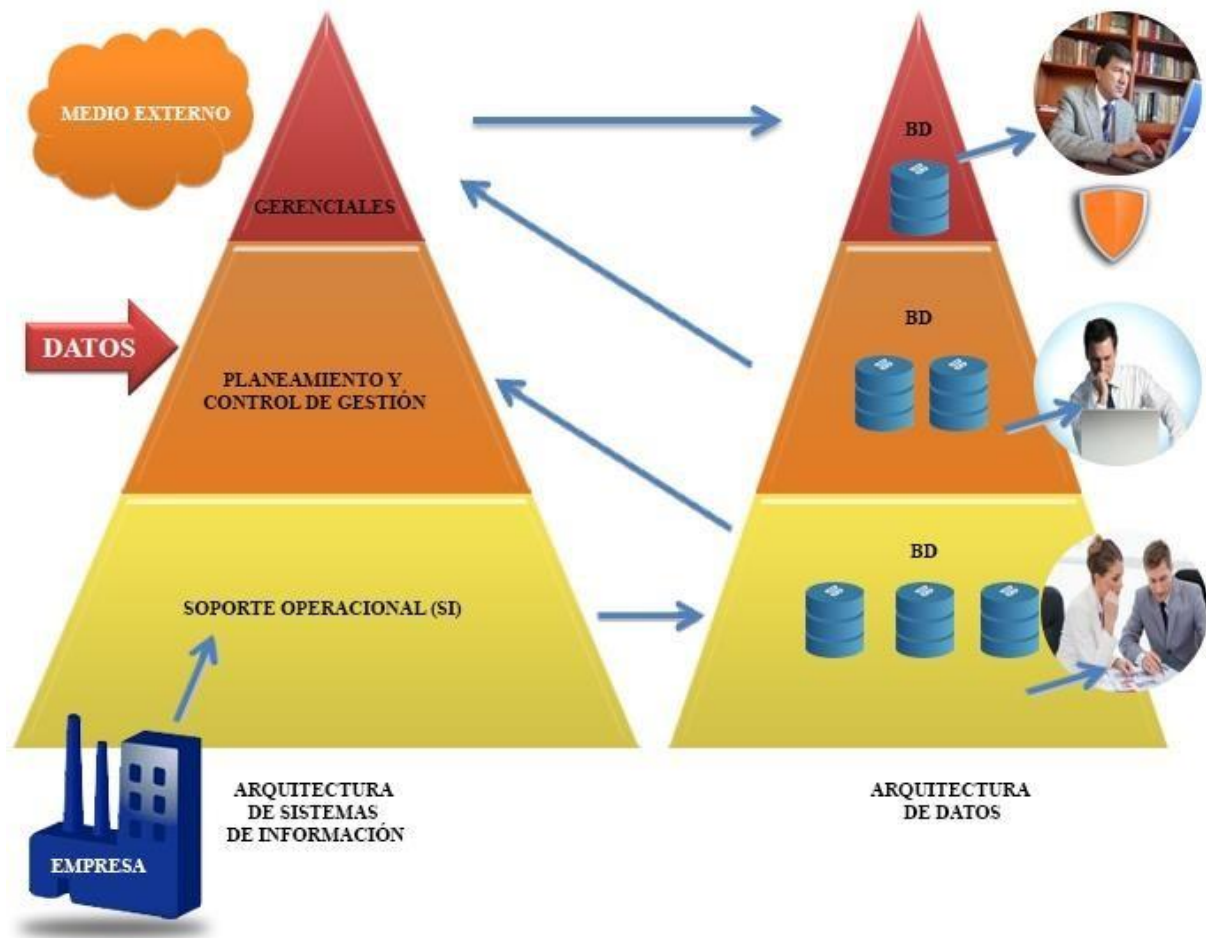 MEDIO EXTERNO
GERENCIALES
DATOS
PLANEAMIENTO Y
CONTROL DE GESTIÓN
SOPORTE OPERACIONAL (SI)
EMPRESA
ARQUITECTURA
DE SISTEMAS
DE INFORMACIÓN
BD
BD
BD
ARQUITECTURA
DE DATOS